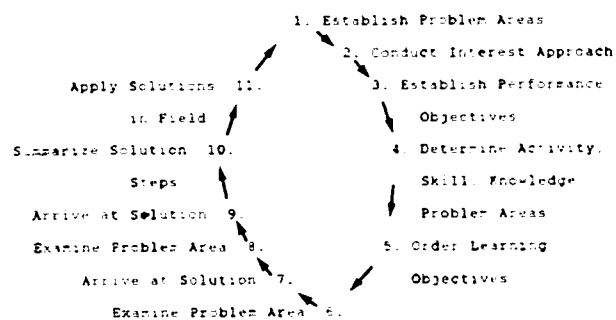 1. Establish Problem Areas
2. Conduct Interest Approach
3. Establish Performance
Objectives
4. Determine Activity,
Skill, Knowledge
Problem Areas
5. Order Learning
Objectives
Examine Problem Area 6.
Arrive at Solution 7.
Examine Problem Area 8.
Arrive at Solution 9.
Summarize Solution 10.
Steps
Apply Solutions 11.
in Field